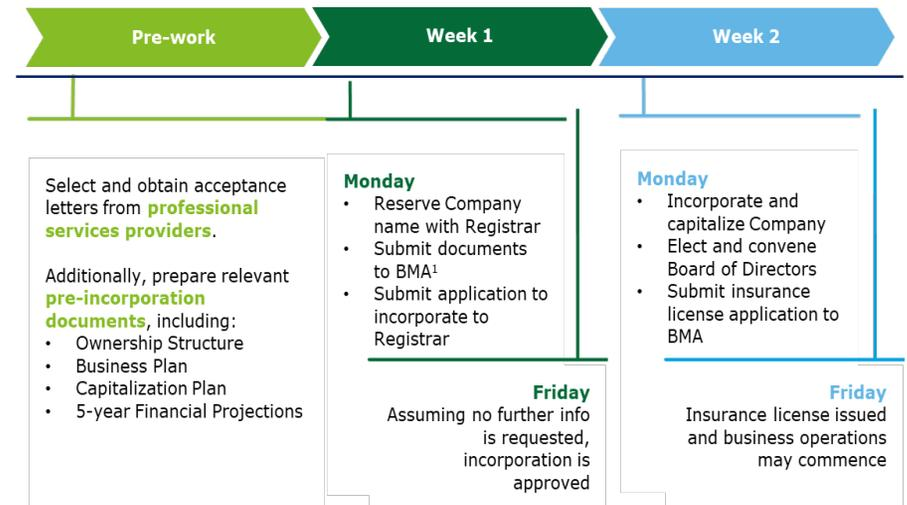 Pre-work
Week 1
Week 2
Select and obtain acceptance
letters from professional
services providers.
Additionally, prepare relevant
pre-incorporation
documents, including:
• Ownership Structure
• Business Plan
• Capitalization Plan
• 5-year Financial Projections
Monday
• Reserve Company
name with Registrar
• Submit documents
to BMA¹
• Submit application to
incorporate to
Registrar
Friday
Assuming no further info
is requested,
incorporation is
approved
Monday
• Incorporate and
capitalize Company
• Elect and convene
Board of Directors
• Submit insurance
license application to
BMA
Friday
Insurance license issued
and business operations
may commence